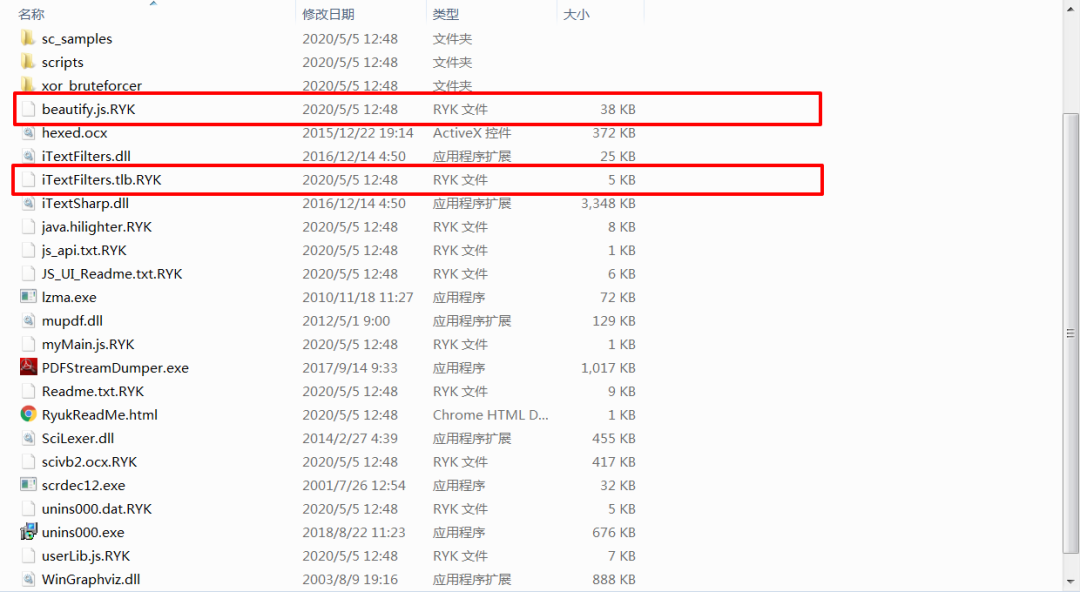 名称 修改日期 类型 大小
sc_samples 2020/5/5 12:48 文件夹
scripts 2020/5/5 12:48 文件夹
xor_bruteforcer 2020/5/5 12:48 文件夹
beautify.js.RYK 2020/5/5 12:48 RYK 文件 38 KB
hexed.ocx 2015/12/22 19:14 ActiveX 控件 372 KB
iTextFilters.dll 2016/12/14 4:50 应用程序扩展 25 KB
iTextFilters.tlb.RYK 2020/5/5 12:48 RYK 文件 5 KB
iTextSharp.dll 2016/12/14 4:50 应用程序扩展 3,348 KB
java.hilighter.RYK 2020/5/5 12:48 RYK 文件 8 KB
js_api.txt.RYK 2020/5/5 12:48 RYK 文件 1 KB
JS_UI_Readme.txt.RYK 2020/5/5 12:48 RYK 文件 6 KB
lzma.exe 2010/11/18 11:27 应用程序 72 KB
mupdf.dll 2012/5/1 9:00 应用程序扩展 129 KB
myMain.js.RYK 2020/5/5 12:48 RYK 文件 1 KB
PDFStreamDumper.exe 2017/9/14 9:33 应用程序 1,017 KB
Readme.txt.RYK 2020/5/5 12:48 RYK 文件 9 KB
RyukReadMe.html 2020/5/5 12:48 Chrome HTML D... 1 KB
SciLexer.dll 2014/2/27 4:39 应用程序扩展 455 KB
scivb2.ocx.RYK 2020/5/5 12:48 RYK 文件 417 KB
scrdec12.exe 2001/7/26 12:54 应用程序 32 KB
unins000.dat.RYK 2020/5/5 12:48 RYK 文件 5 KB
unins000.exe 2018/8/22 11:23 应用程序 676 KB
userLib.js.RYK 2020/5/5 12:48 RYK 文件 7 KB
WinGraphviz.dll 2003/8/9 19:16 应用程序扩展 888 KB